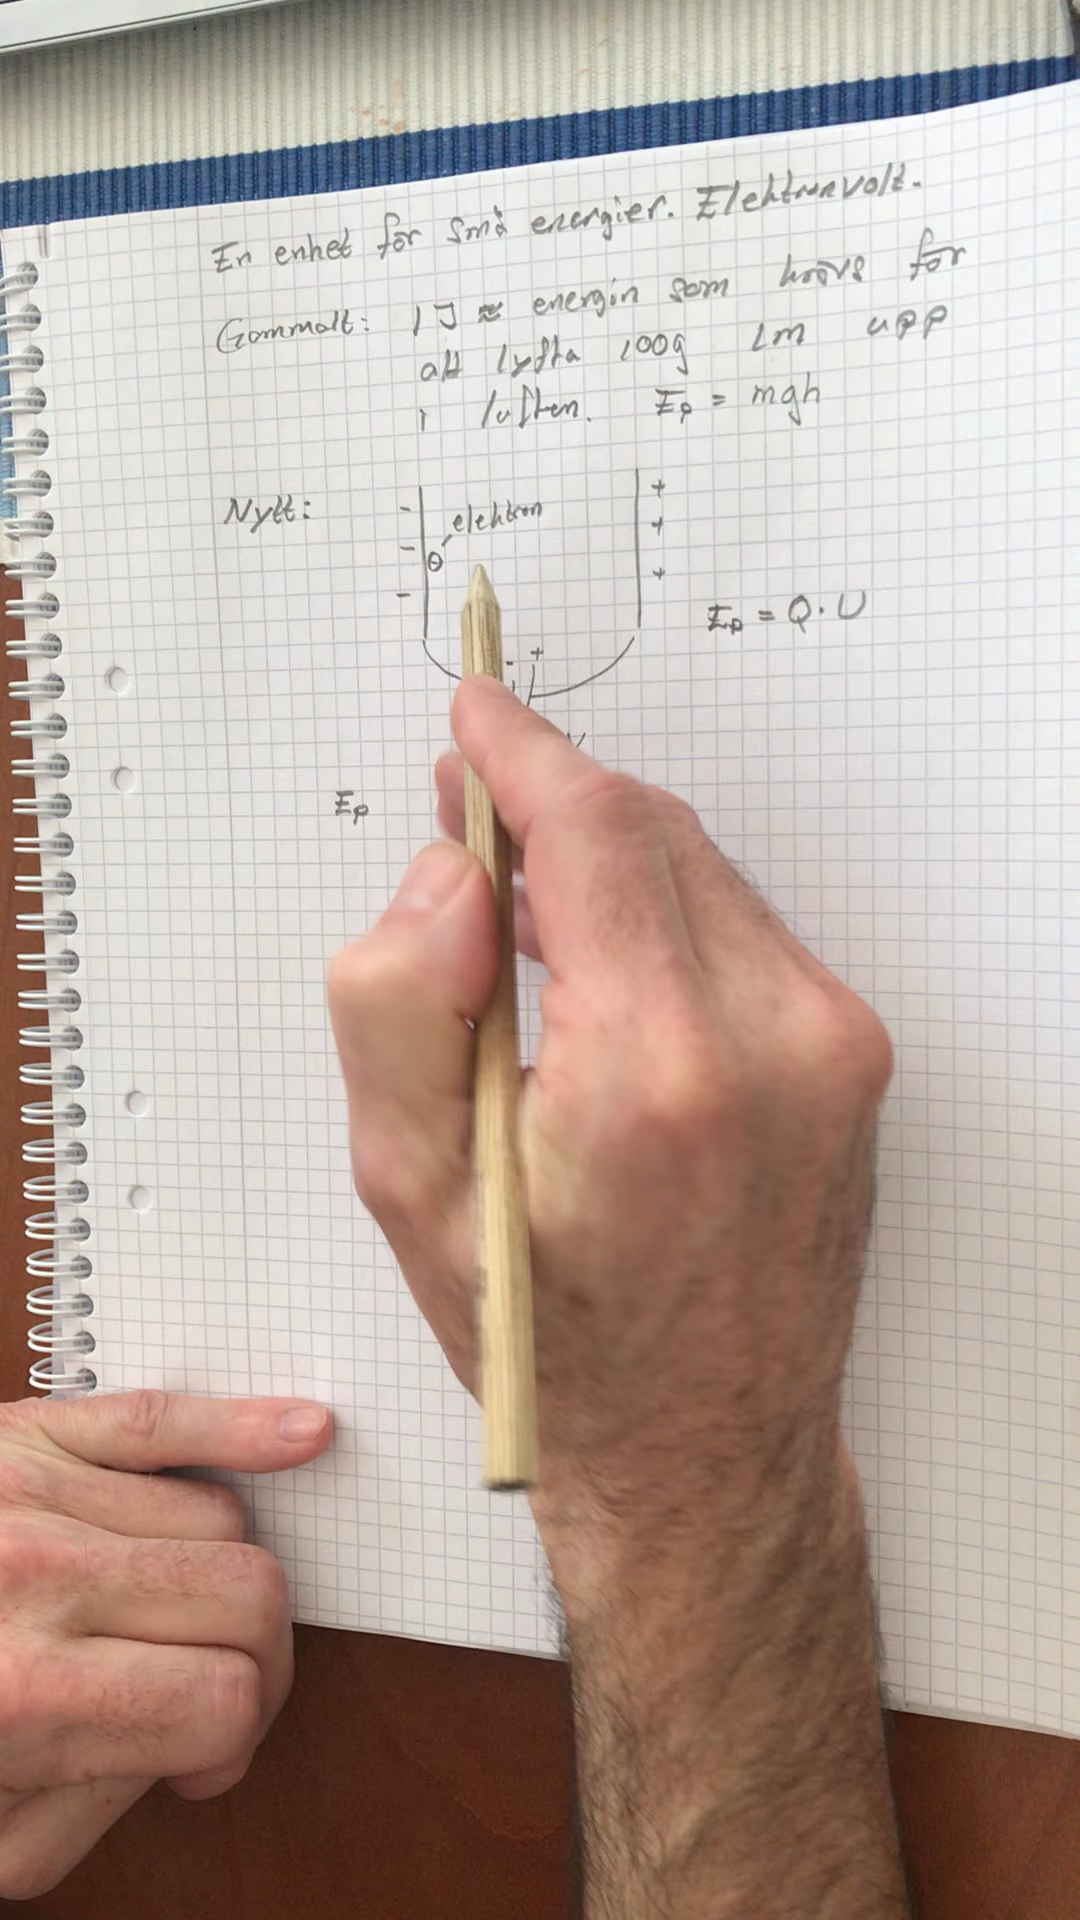 En enhet för små energier. Elektronvolt.
Gammalt: 1 J ≈ energin som krävs för
att lyfta 100g 1m upp
i luften. Ep = mgh
Nytt: - elektron +
- ⊖ +
- +
Ep = Q·U
- +
V
Ep